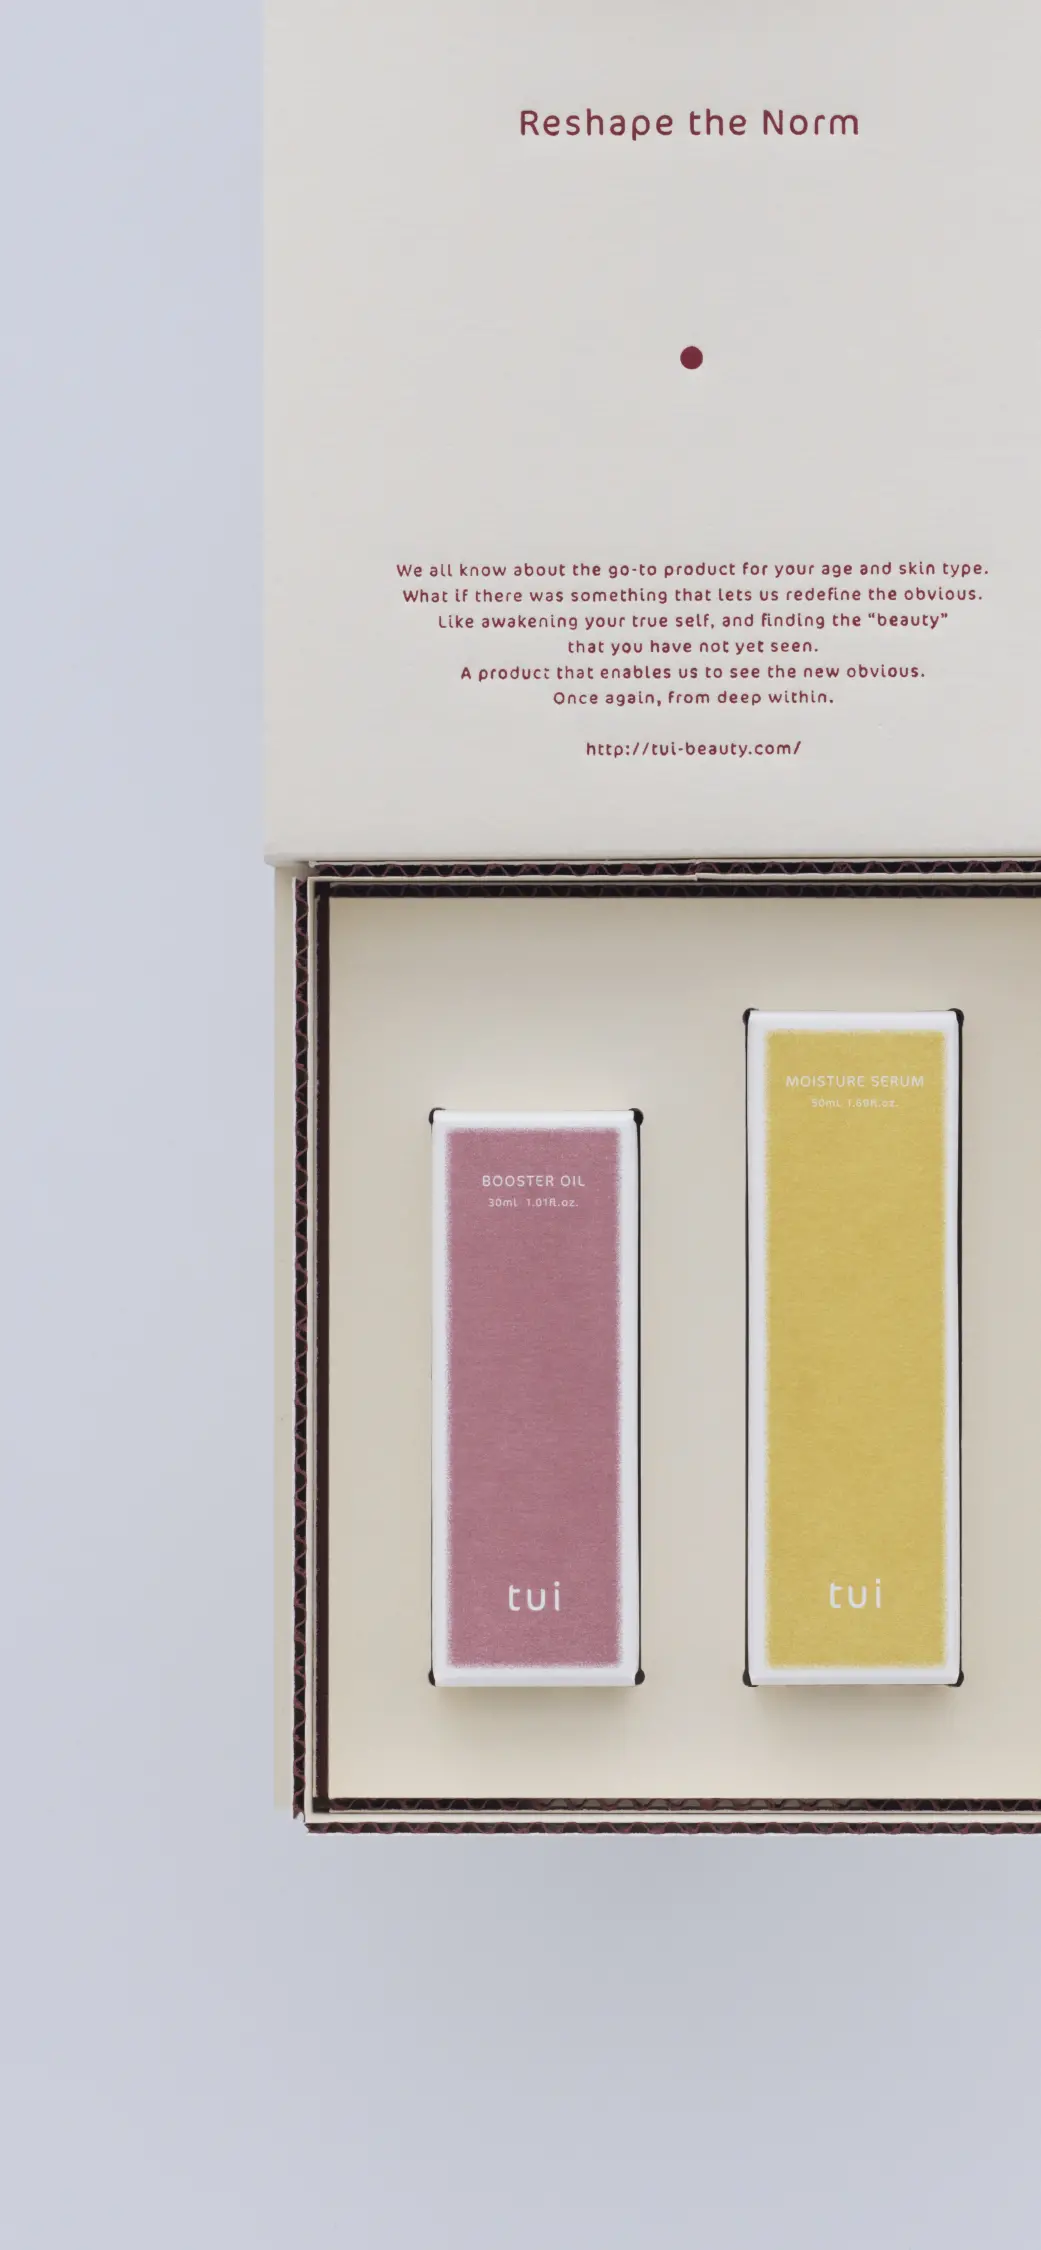 Reshape the Norm
We all know about the go-to product for your age and skin type.
What if there was something that lets us redefine the obvious.
Like awakening your true self, and finding the “beauty”
that you have not yet seen.
A product that enables us to see the new obvious.
Once again, from deep within.
http://tui-beauty.com/
MOISTURE SERUM
50mL 1.69fl.oz.
BOOSTER OIL
30mL 1.01fl.oz.
tui
tui